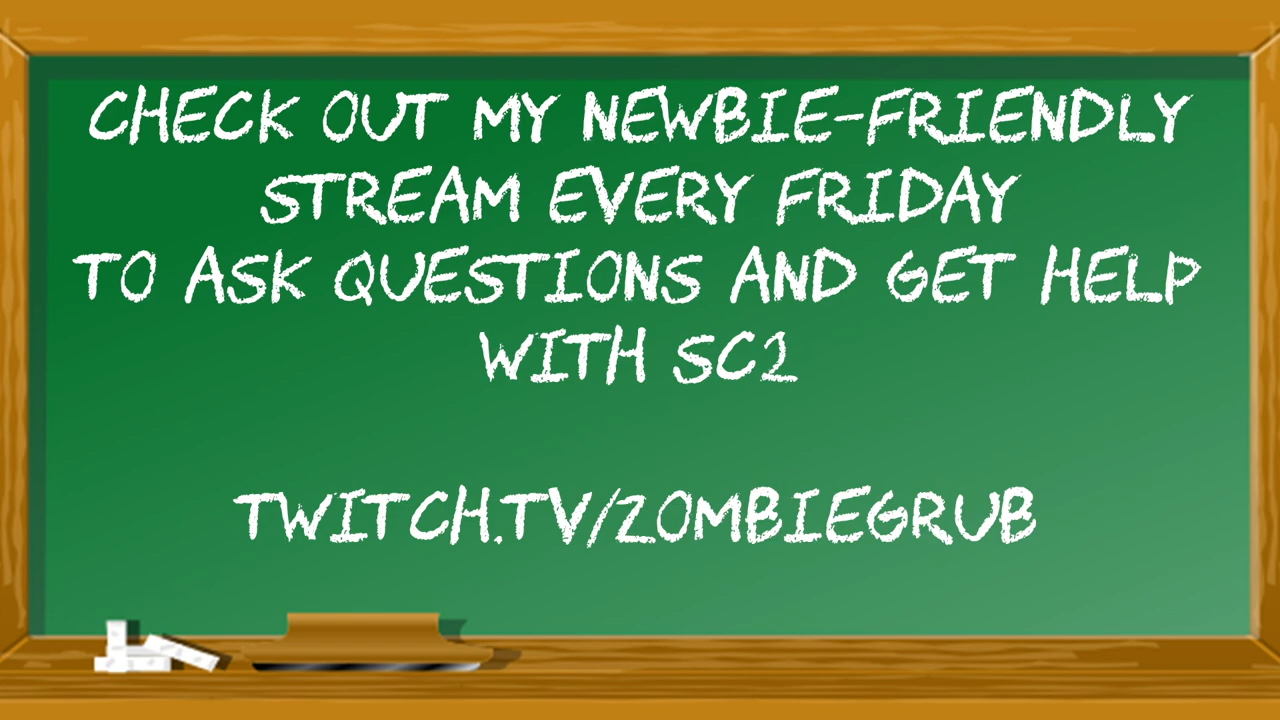 CHECK OUT MY NEWBIE-FRIENDLY
STREAM EVERY FRIDAY
TO ASK QUESTIONS AND GET HELP
WITH SC2
TWITCH.TV/ZOMBIEGRUB